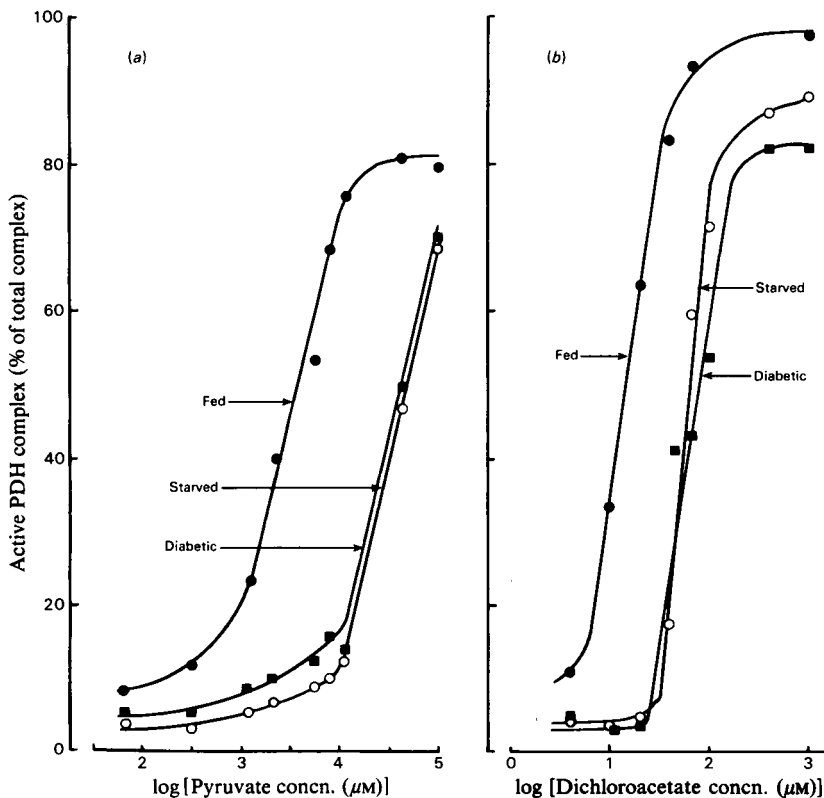 Active PDH complex (% of total complex)
100
80
60
40
20
0
(a)
Fed
Starved
Diabetic
2
3
4
5
log [Pyruvate concn. (μM)]
(b)
Fed
Starved
Diabetic
0
1
2
3
log [Dichloroacetate concn. (μM)]